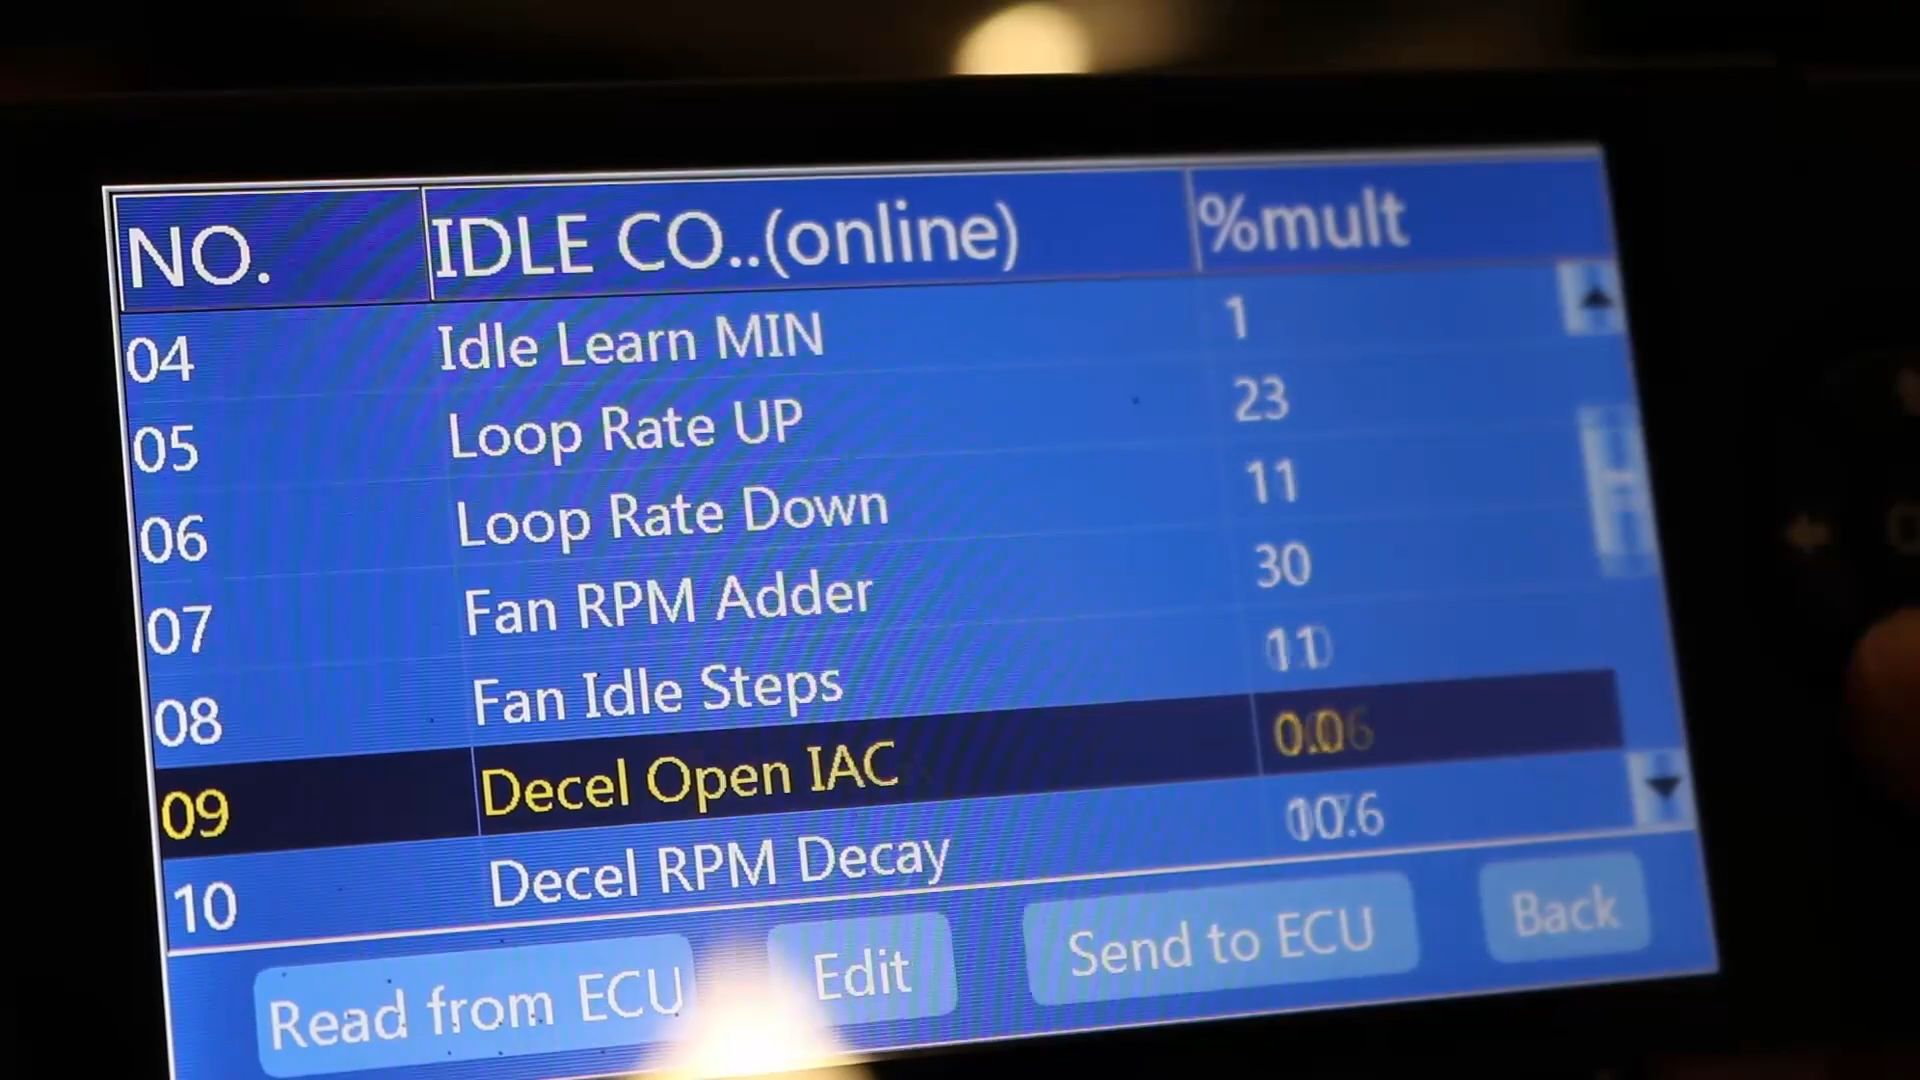 NO. IDLE CO..(online) %mult
04 Idle Learn MIN 1
05 Loop Rate UP 23
06 Loop Rate Down 11
07 Fan RPM Adder 30
08 Fan Idle Steps
09 Decel Open IAC
10 Decel RPM Decay
Read from ECU Edit Send to ECU Back